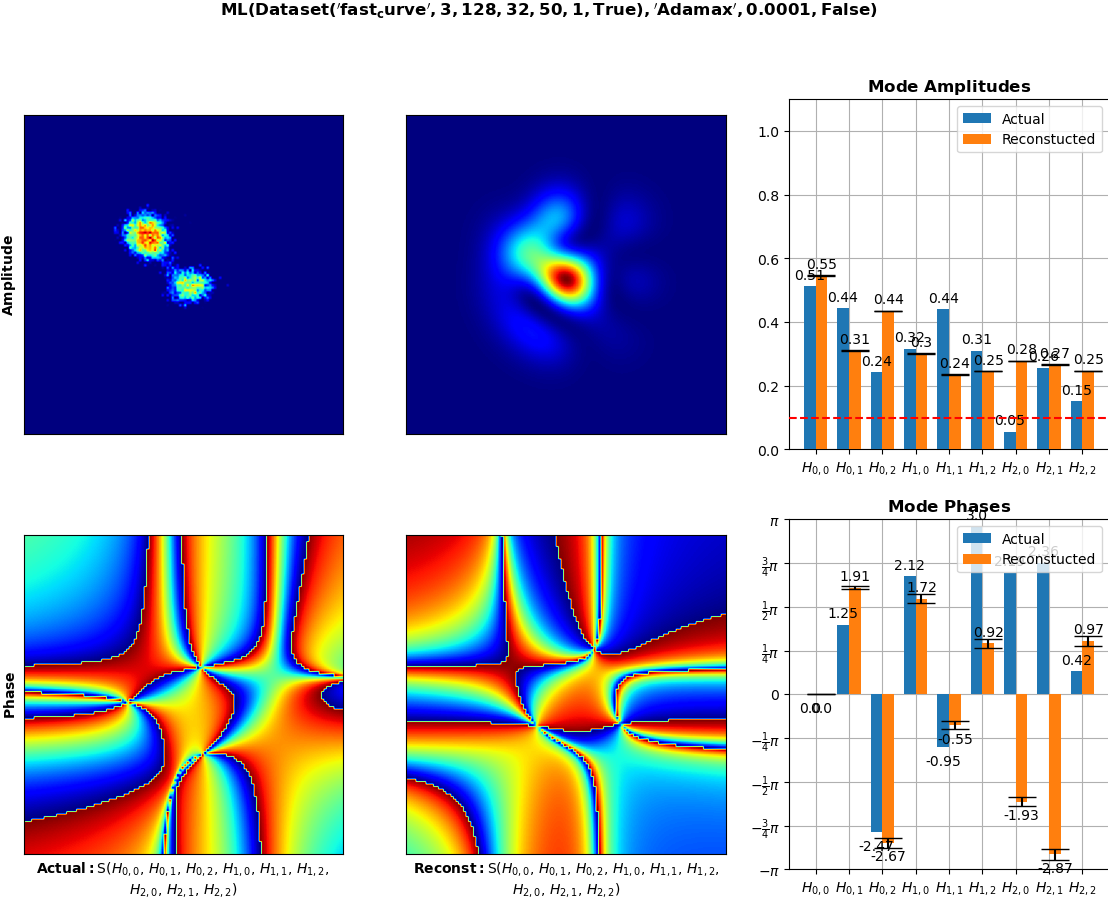 ML(Dataset(′fast_curve′, 3, 128, 32, 50, 1, True), ′Adamax′, 0.0001, False)
Amplitude
Mode Amplitudes
Actual
Reconstucted
1.0
0.8
0.6
0.4
0.2
0.0
0.51
0.55
0.44
0.31
0.24
0.44
0.32
0.3
0.44
0.24
0.31
0.25
0.05
0.28
0.26
0.27
0.15
0.25
H0,0 H0,1 H0,2 H1,0 H1,1 H1,2 H2,0 H2,1 H2,2
Phase
Actual: S(H0,0, H0,1, H0,2, H1,0, H1,1, H1,2,
H2,0, H2,1, H2,2)
Reconst: S(H0,0, H0,1, H0,2, H1,0, H1,1, H1,2,
H2,0, H2,1, H2,2)
Mode Phases
Actual
Reconstucted
π
3/4π
1/2π
1/4π
0
−1/4π
−1/2π
−3/4π
−π
0.0
0.0
1.25
1.91
-2.47
-2.67
2.12
1.72
-0.95
-0.55
3.0
0.92
-1.93
2.36
-2.87
0.42
0.97
H0,0 H0,1 H0,2 H1,0 H1,1 H1,2 H2,0 H2,1 H2,2